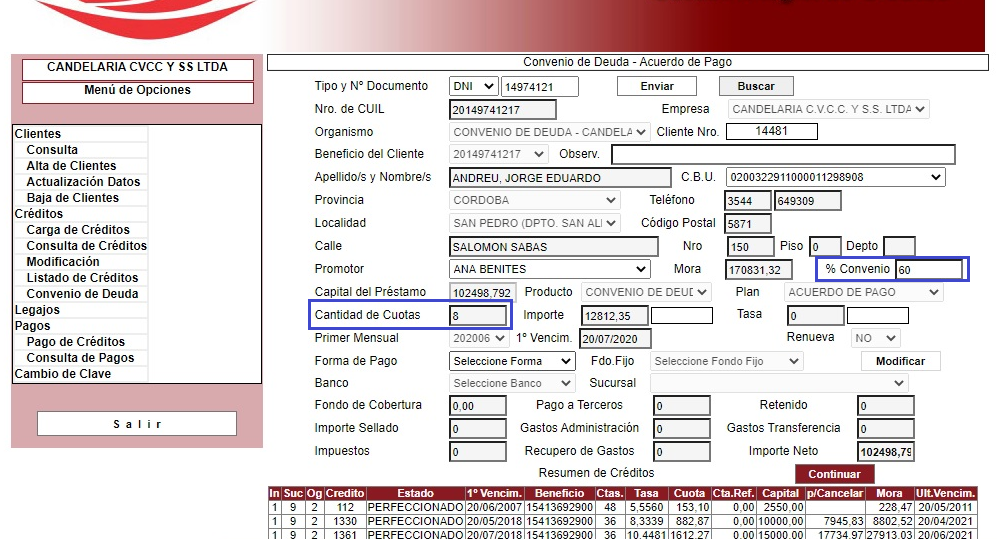 CANDELARIA CVCC Y SS LTDA
Menú de Opciones
Clientes
Consulta
Alta de Clientes
Actualización Datos
Baja de Clientes
Créditos
Carga de Créditos
Consulta de Créditos
Modificación
Listado de Créditos
Convenio de Deuda
Legajos
Pagos
Pago de Créditos
Consulta de Pagos
Cambio de Clave
S a l i r
Convenio de Deuda - Acuerdo de Pago
Tipo y Nº Documento DNI 14974121 Enviar Buscar
Nro. de CUIL 20149741217 Empresa CANDELARIA C.V.C.C. Y S.S. LTDA
Organismo CONVENIO DE DEUDA - CANDELA Cliente Nro. 14481
Beneficio del Cliente 20149741217 Observ.
Apellido/s y Nombre/s ANDREU, JORGE EDUARDO C.B.U. 0200322911000011298908
Provincia CORDOBA Teléfono 3544 649309
Localidad SAN PEDRO (DPTO. SAN AL Código Postal 5871
Calle SALOMON SABAS Nro 150 Piso 0 Depto
Promotor ANA BENITES Mora 170831,32 % Convenio 60
Capital del Préstamo 102498,792 Producto CONVENIO DE DEUD Plan ACUERDO DE PAGO
Cantidad de Cuotas 8 Importe 12812,35 Tasa 0
Primer Mensual 202006 1º Vencim. 20/07/2020 Renueva NO
Forma de Pago Seleccione Forma Fdo.Fijo Seleccione Fondo Fijo Modificar
Banco Seleccione Banco Sucursal
Fondo de Cobertura 0,00 Pago a Terceros 0 Retenido 0
Importe Sellado 0 Gastos Administración 0 Gastos Transferencia 0
Impuestos 0 Recupero de Gastos 0 Importe Neto 102498,79
Resumen de Créditos Continuar
In Suc Og Credito Estado 1º Vencim. Beneficio Ctas. Tasa Cuota Cta.Ref. Capital p/Cancelar Mora Ult.Vencim.
1 9 2 112 PERFECCIONADO 20/06/2007 15413692900 48 5,5560 153,10 0,00 2550,00 228,47 20/05/2011
1 9 2 1330 PERFECCIONADO 20/05/2018 15413692900 36 8,3339 882,87 0,00 10000,00 7945,83 8802,52 20/04/2021
1 9 2 1361 PERFECCIONADO 20/07/2018 15413692900 36 10,4481 1612,27 0,00 15000,00 17734,97 27913,03 20/06/2021